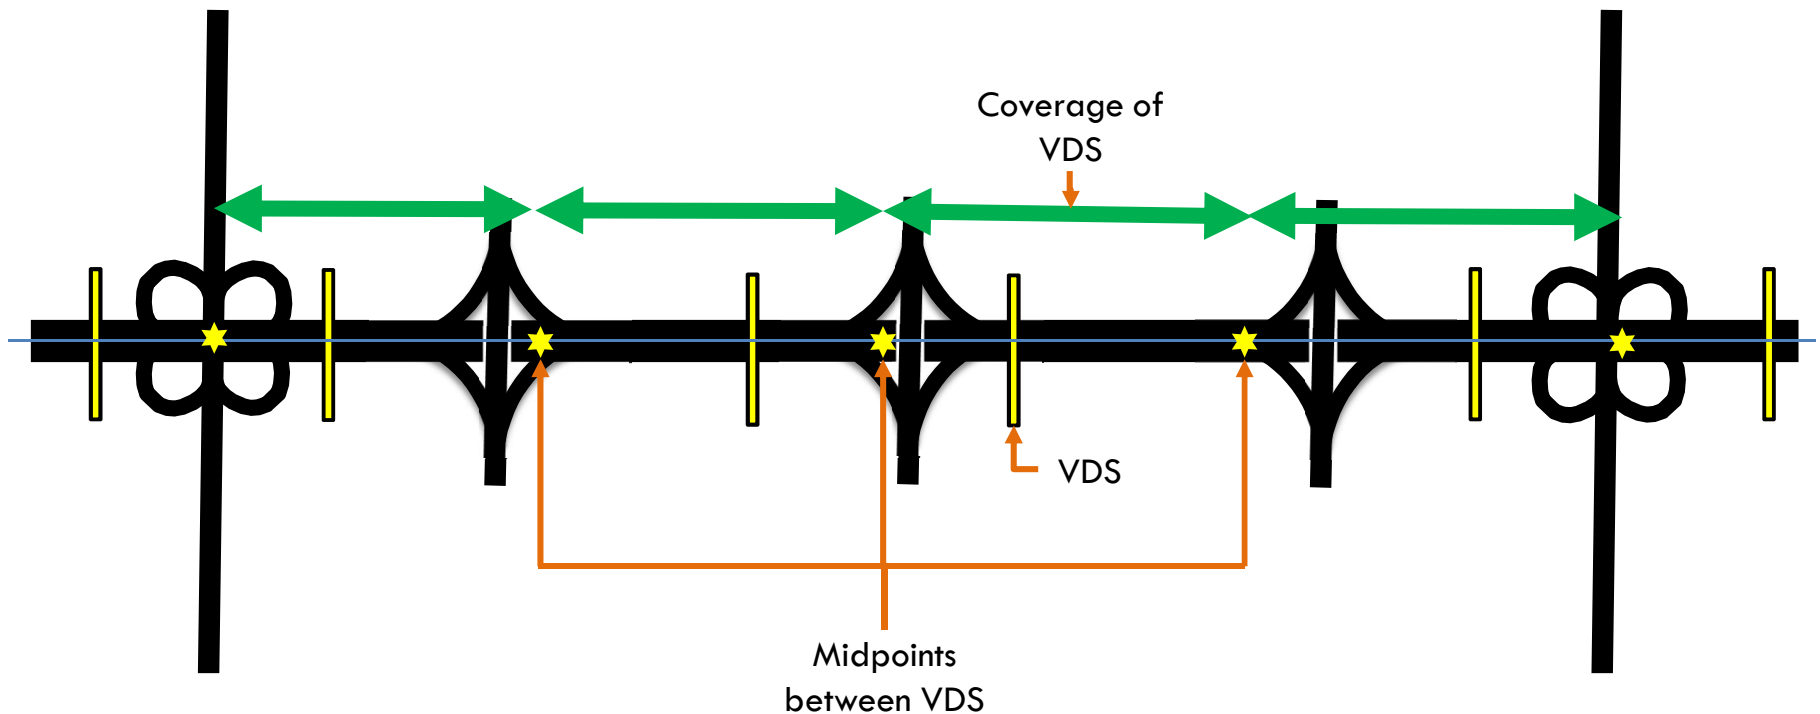 Coverage of
VDS
VDS
Midpoints
between VDS